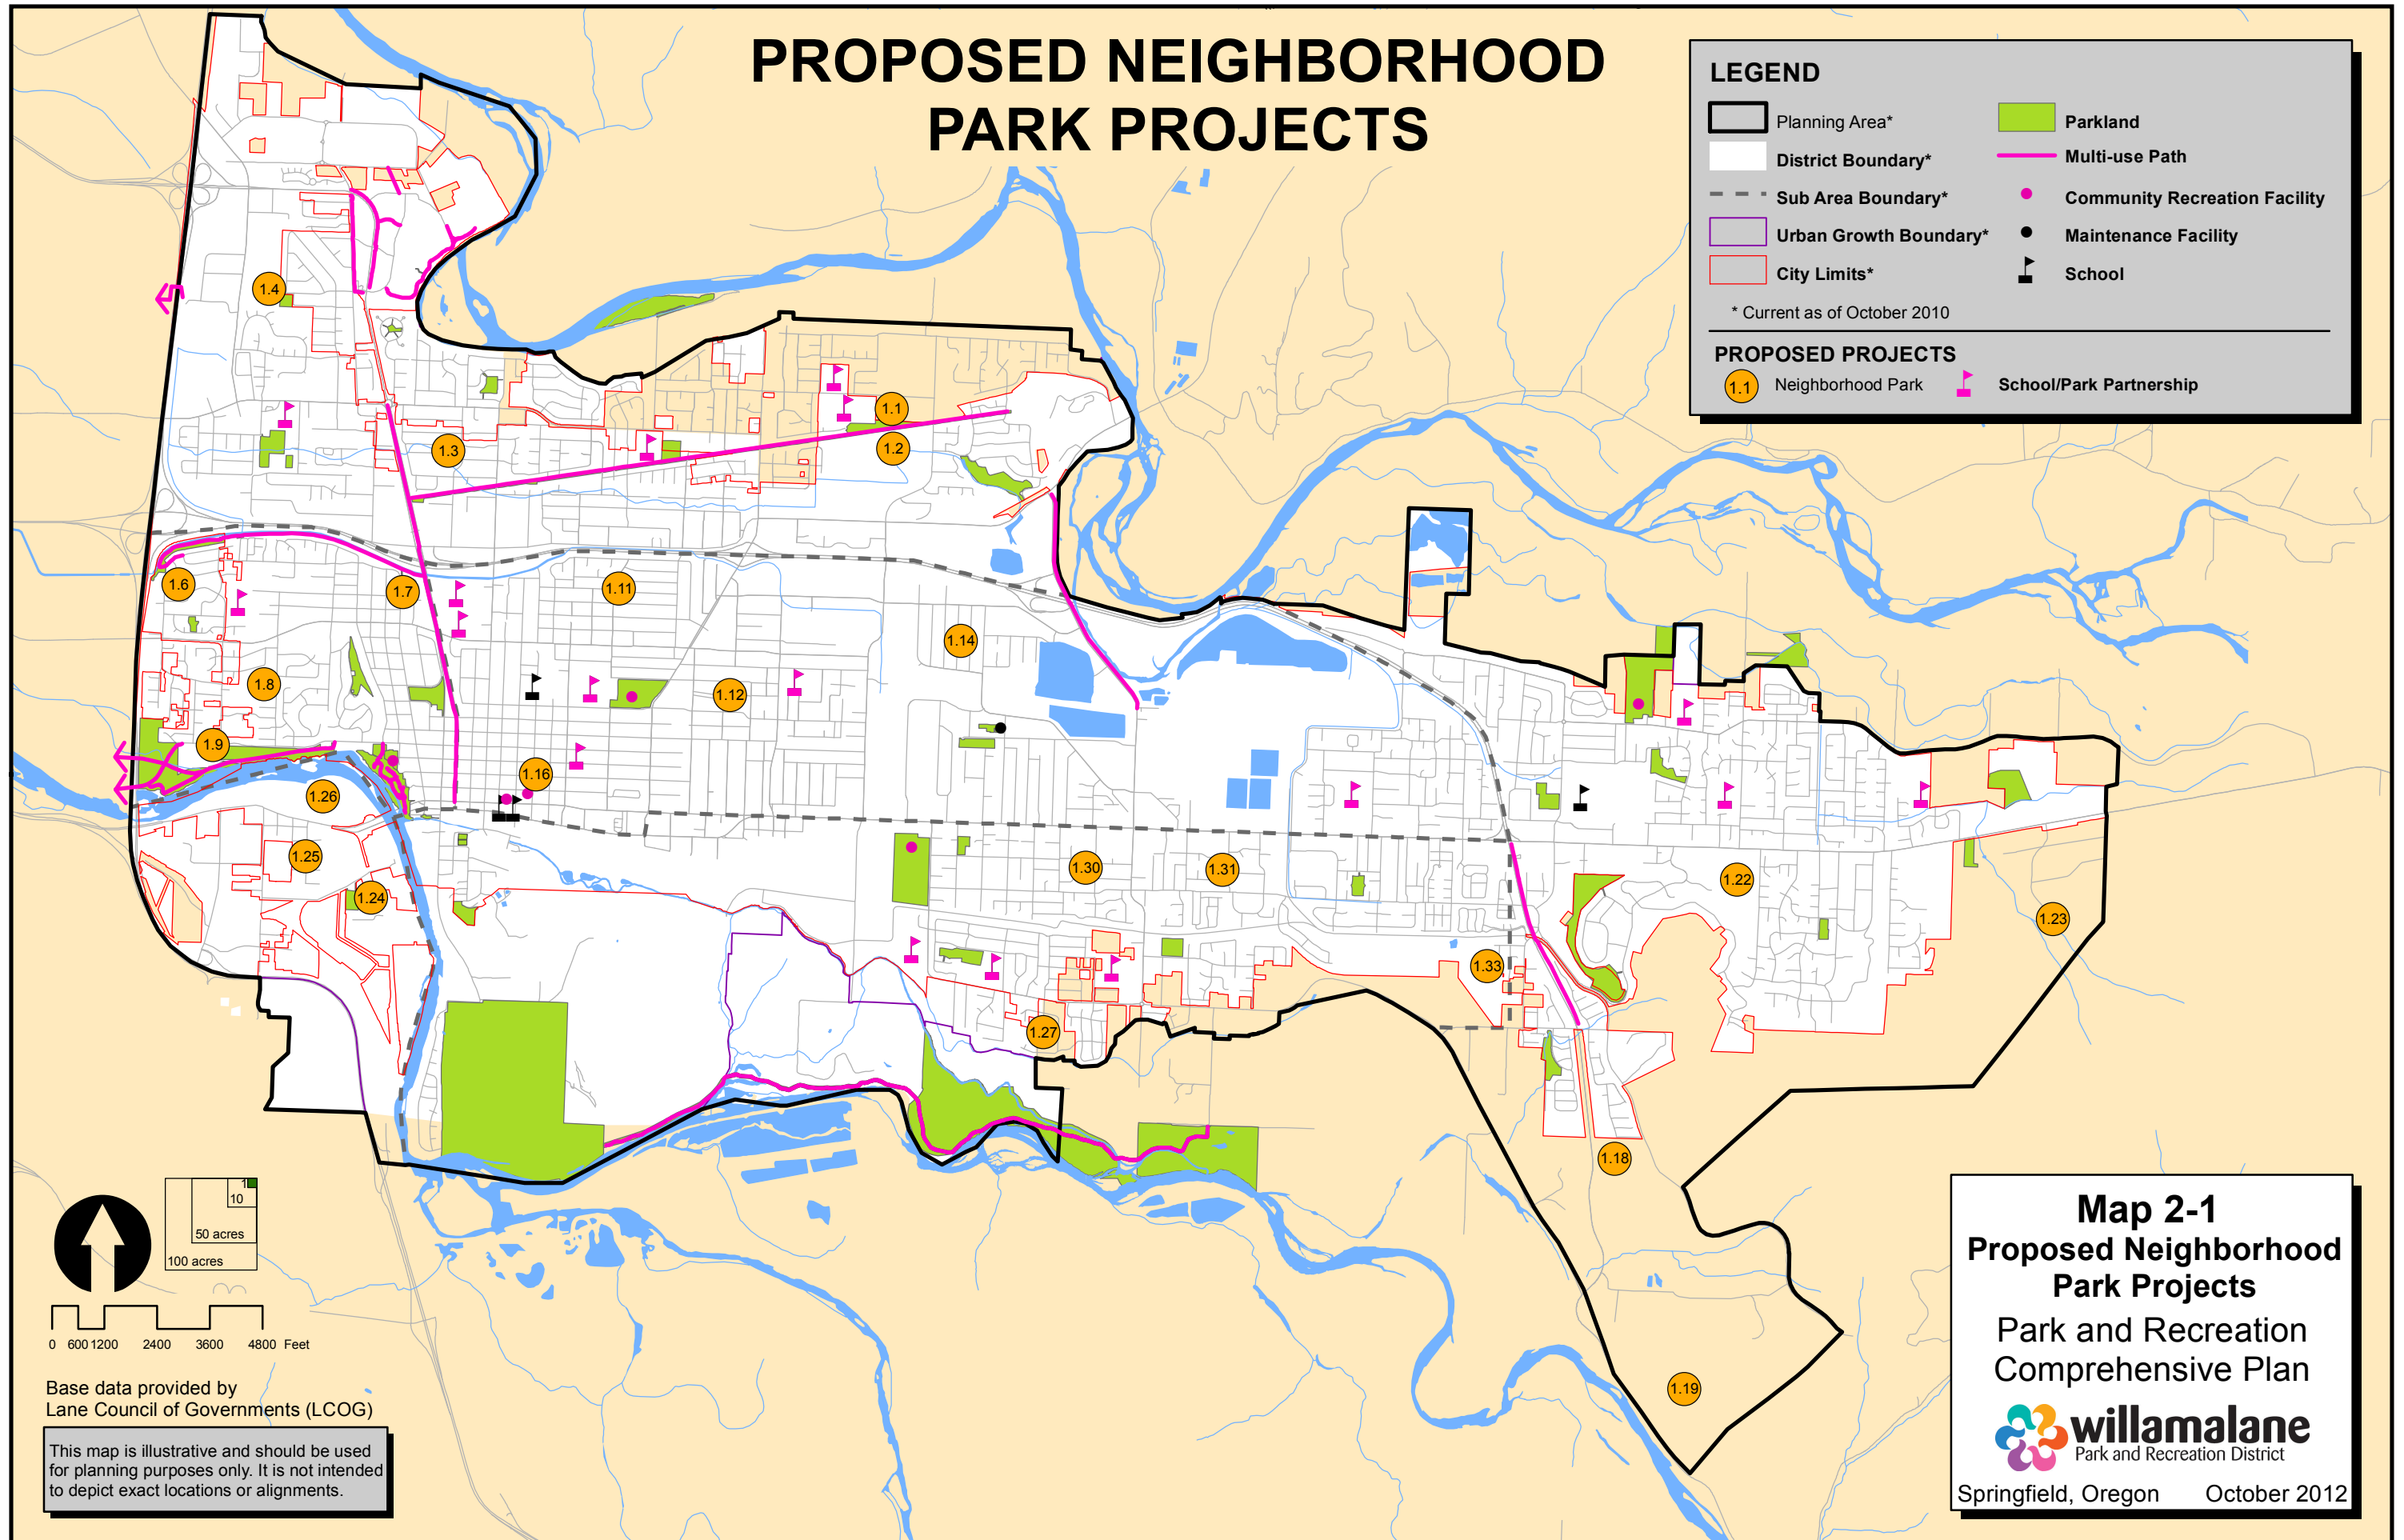 PROPOSED NEIGHBORHOOD
PARK PROJECTS
LEGEND
Planning Area*
District Boundary*
Sub Area Boundary*
Urban Growth Boundary*
City Limits*
Parkland
Multi-use Path
Community Recreation Facility
Maintenance Facility
School
* Current as of October 2010
PROPOSED PROJECTS
1.1 Neighborhood Park
School/Park Partnership
1.4
1.1
1.3
1.2
1.6
1.7
1.11
1.14
1.8
1.12
1.9
1.16
1.26
1.25
1.24
1.30
1.31
1.22
1.23
1.33
1.27
1.18
1.19
1
10
50 acres
100 acres
0 600 1200 2400 3600 4800 Feet
Base data provided by
Lane Council of Governments (LCOG)
This map is illustrative and should be used
for planning purposes only. It is not intended
to depict exact locations or alignments.
Map 2-1
Proposed Neighborhood
Park Projects
Park and Recreation
Comprehensive Plan
willamalane
Park and Recreation District
Springfield, Oregon October 2012